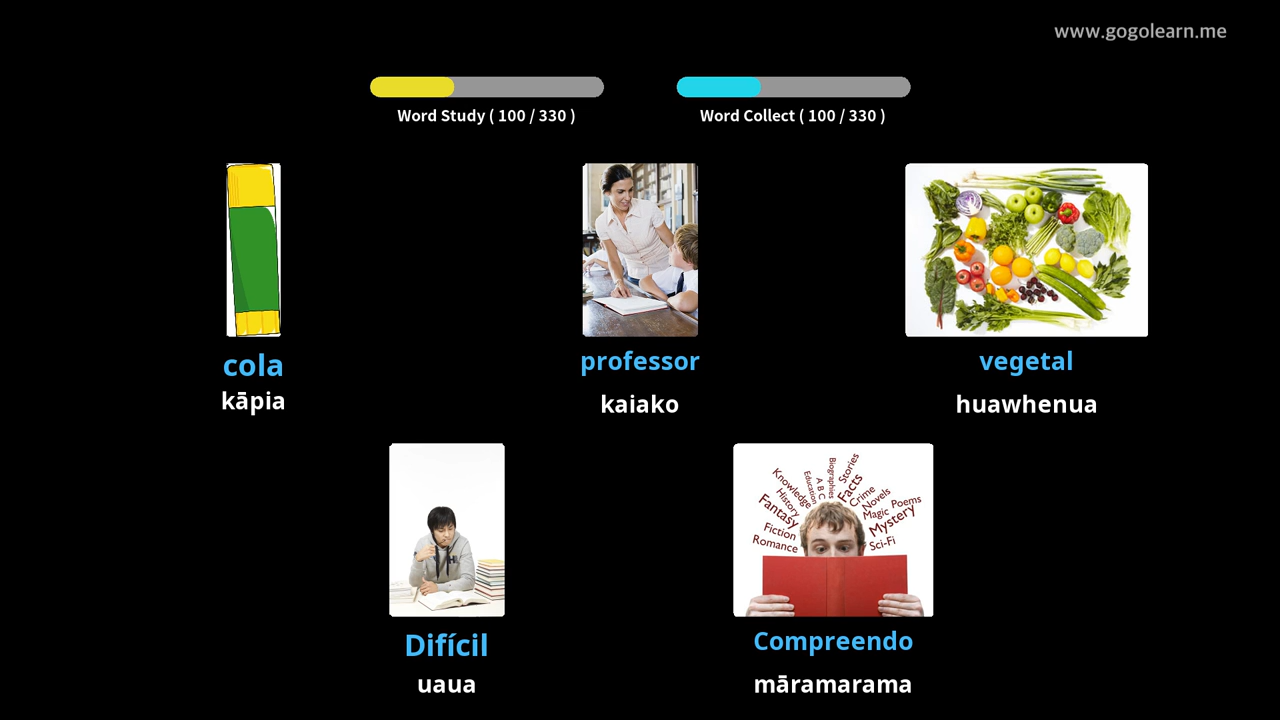 www.gogolearn.me
Word Study ( 100 / 330 )
Word Collect ( 100 / 330 )
cola
kāpia
professor
kaiako
vegetal
huawhenua
Difícil
uaua
Knowledge
History
Fantasy
Fiction
Romance
Education
A B C
Biographies
Stories
Facts
Crime
Novels
Magic
Poems
Mystery
Sci-Fi
Compreendo
māramarama